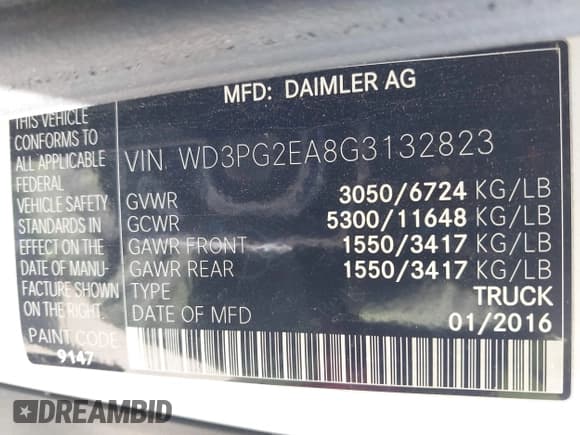 MFD: DAIMLER AG
THIS VEHICLE
CONFORMS TO
ALL APPLICABLE
FEDERAL
VEHICLE SAFETY
STANDARDS IN
EFFECT ON THE
DATE OF MANU-
FACTURE SHOWN
ON THE RIGHT.
PAINT CODE
9147
VIN WD3PG2EA8G3132823
GVWR 3050/6724 KG/LB
GCWR 5300/11648 KG/LB
GAWR FRONT 1550/3417 KG/LB
GAWR REAR 1550/3417 KG/LB
TYPE TRUCK
DATE OF MFD 01/2016
DREAMBID